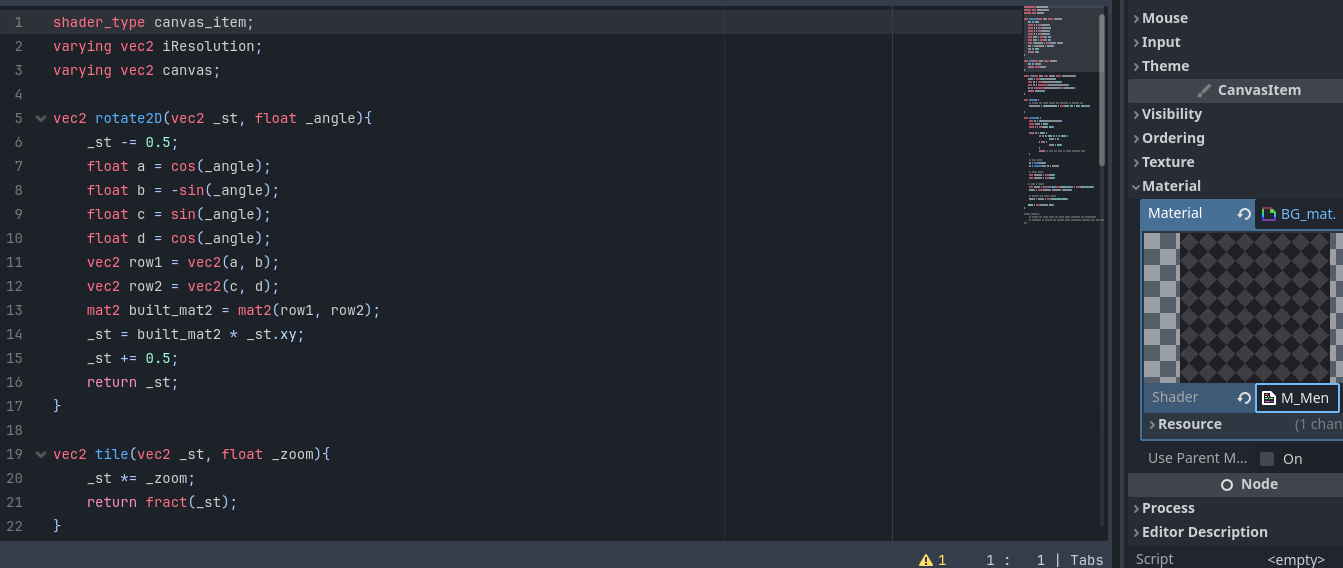 1 shader_type canvas_item;
2 varying vec2 iResolution;
3 varying vec2 canvas;
4
5 vec2 rotate2D(vec2 _st, float _angle){
6 _st -= 0.5;
7 float a = cos(_angle);
8 float b = -sin(_angle);
9 float c = sin(_angle);
10 float d = cos(_angle);
11 vec2 row1 = vec2(a, b);
12 vec2 row2 = vec2(c, d);
13 mat2 built_mat2 = mat2(row1, row2);
14 _st = built_mat2 * _st.xy;
15 _st += 0.5;
16 return _st;
17 }
18
19 vec2 tile(vec2 _st, float _zoom){
20 _st *= _zoom;
21 return fract(_st);
22 }
1 1 : 1 | Tabs
Mouse
Input
Theme
CanvasItem
Visibility
Ordering
Texture
Material
Material BG_mat.
Shader M_Men
Resource (1 chan
Use Parent M... On
Node
Process
Editor Description
Script <empty>